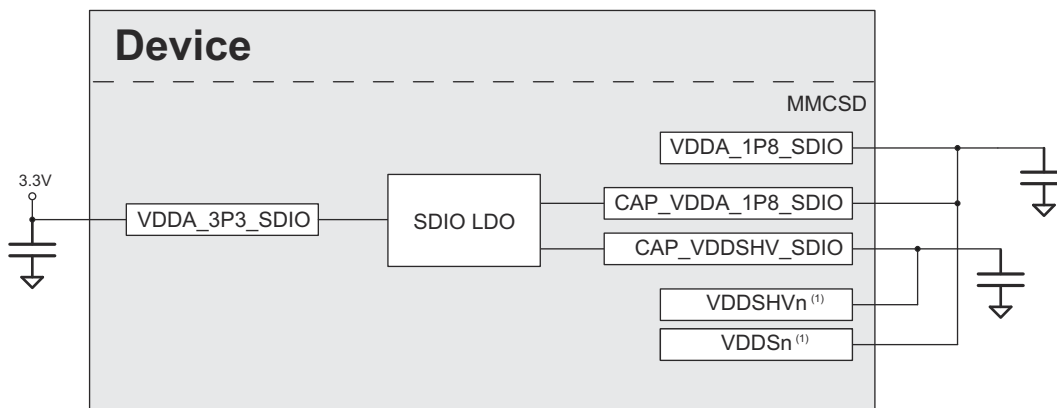 Device
MMCSD
VDDA_1P8_SDIO
3.3V
VDDA_3P3_SDIO
SDIO LDO
CAP_VDDA_1P8_SDIO
CAP_VDDSHV_SDIO
VDDSHVn (1)
VDDSn (1)